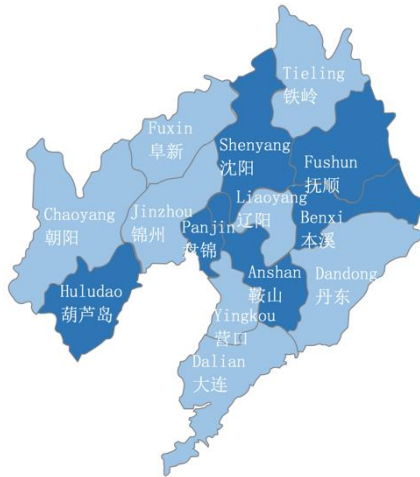 Tieling
铁岭
Fuxin
阜新
Shenyang
沈阳
Fushun
抚顺
Liaoyang
辽阳
Chaoyang
朝阳
Jinzhou
锦州
Panjin
盘锦
Benxi
本溪
Huludao
葫芦岛
Anshan
鞍山
Dandong
丹东
Yingkou
营口
Dalian
大连